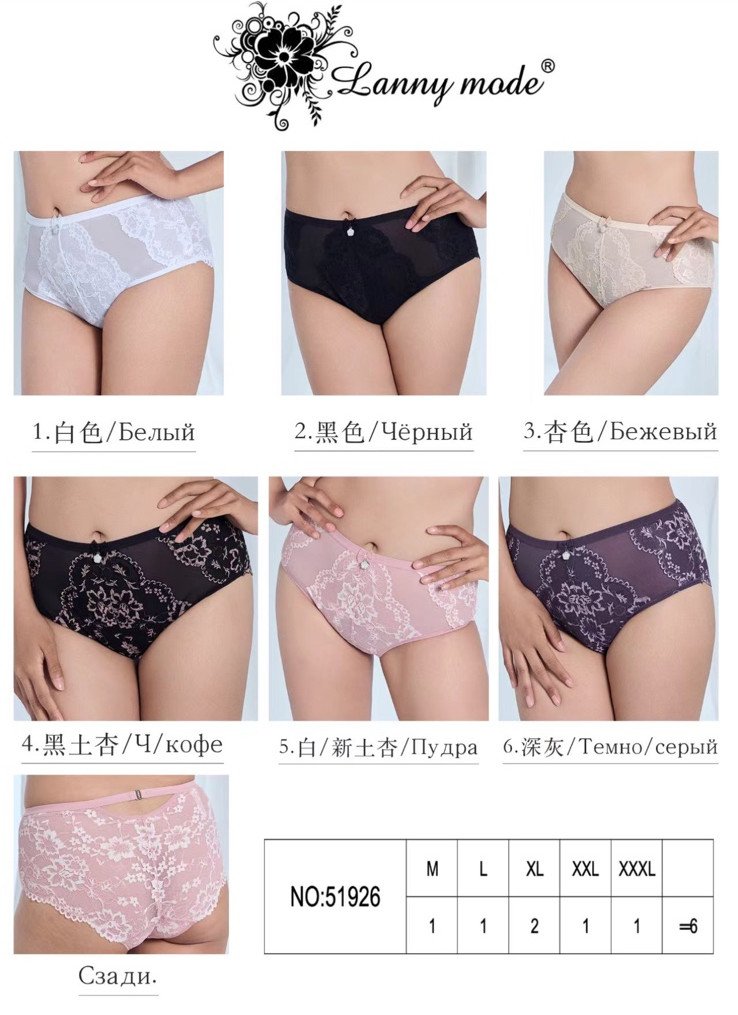 Lanny mode®
1.白色/Белый
2.黑色/Чёрный
3.杏色/Бежевый
4.黑土杏/Ч/кофе
5.白/新土杏/Пудра
6.深灰/Темно/серый
Сзади.
NO:51926 M L XL XXL XXXL
1 1 2 1 1 =6